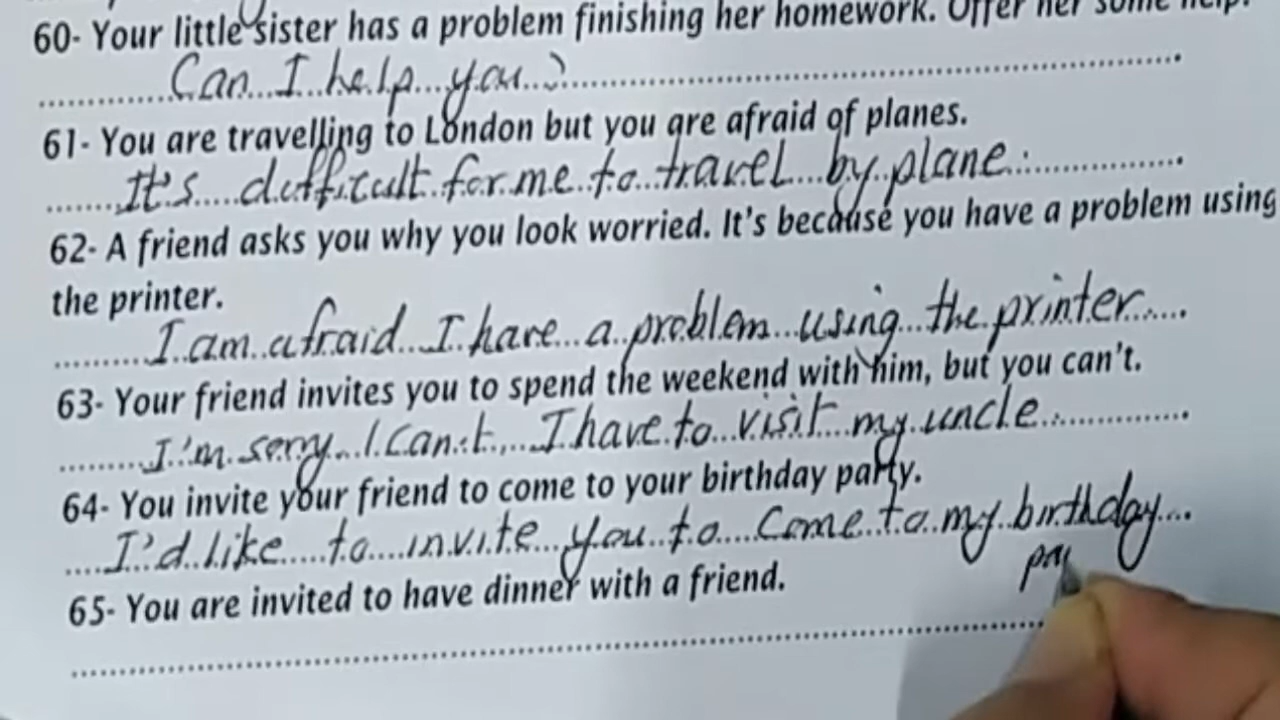 60- Your little sister has a problem finishing her homework. Offer her some help.
Can I help you?
61- You are travelling to London but you are afraid of planes.
It's difficult for me to travel by plane.
62- A friend asks you why you look worried. It's because you have a problem using
the printer.
I am afraid I have a problem using the printer
63- Your friend invites you to spend the weekend with him, but you can't.
I'm sorry I can't, I have to visit my uncle.
64- You invite your friend to come to your birthday party.
I'd like to invite you to come to my birthday
pa
65- You are invited to have dinner with a friend.